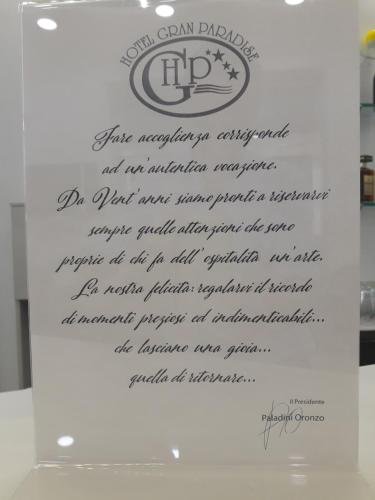 HOTEL GRAN PARADISE
GHP
Fare accoglienza corrisponde
ad un'autentica vocazione.
Da Vent'anni siamo pronti a riservarvi
sempre quelle attenzioni che sono
proprie di chi fa dell'ospitalità un'arte.
La nostra felicità: regalarvi il ricordo
di momenti preziosi ed indimenticabili...
che lasciano una gioia...
quella di ritornare...
Il Presidente
Paladini Oronzo